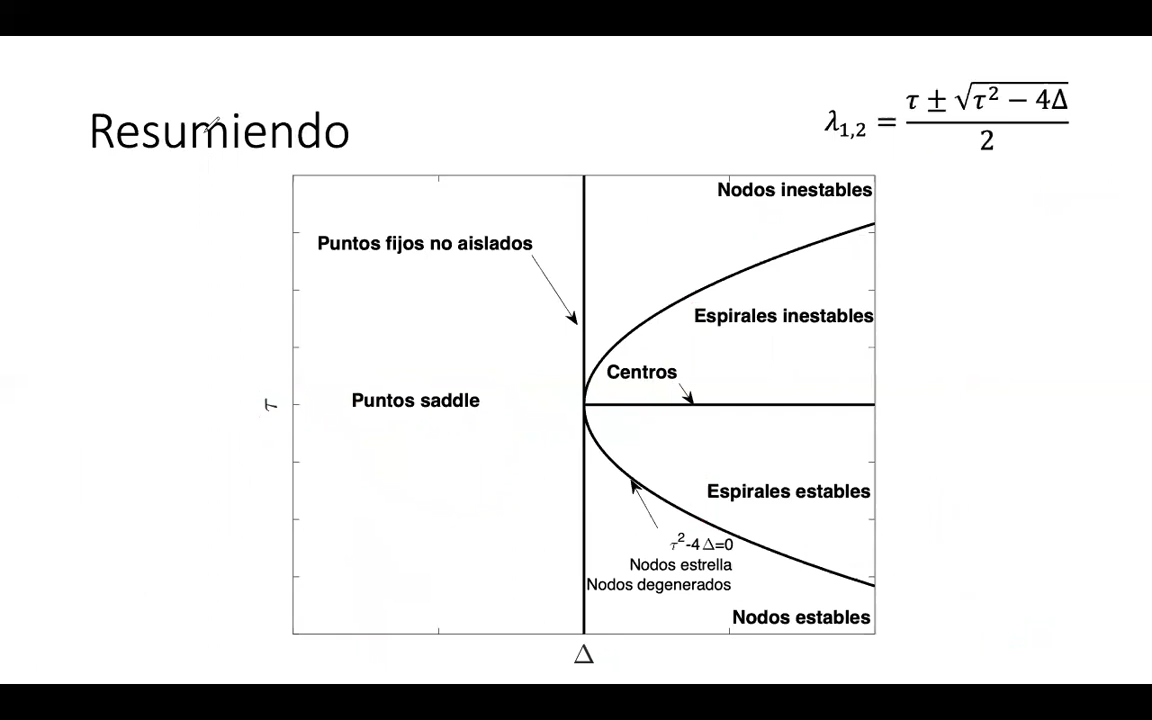 Resumiendo
λ₁,₂ = (τ ± √(τ² − 4Δ)) / 2
Nodos inestables
Puntos fijos no aislados
Espirales inestables
Centros
Puntos saddle
τ
Espirales estables
τ²-4 Δ=0
Nodos estrella
Nodos degenerados
Nodos estables
Δ